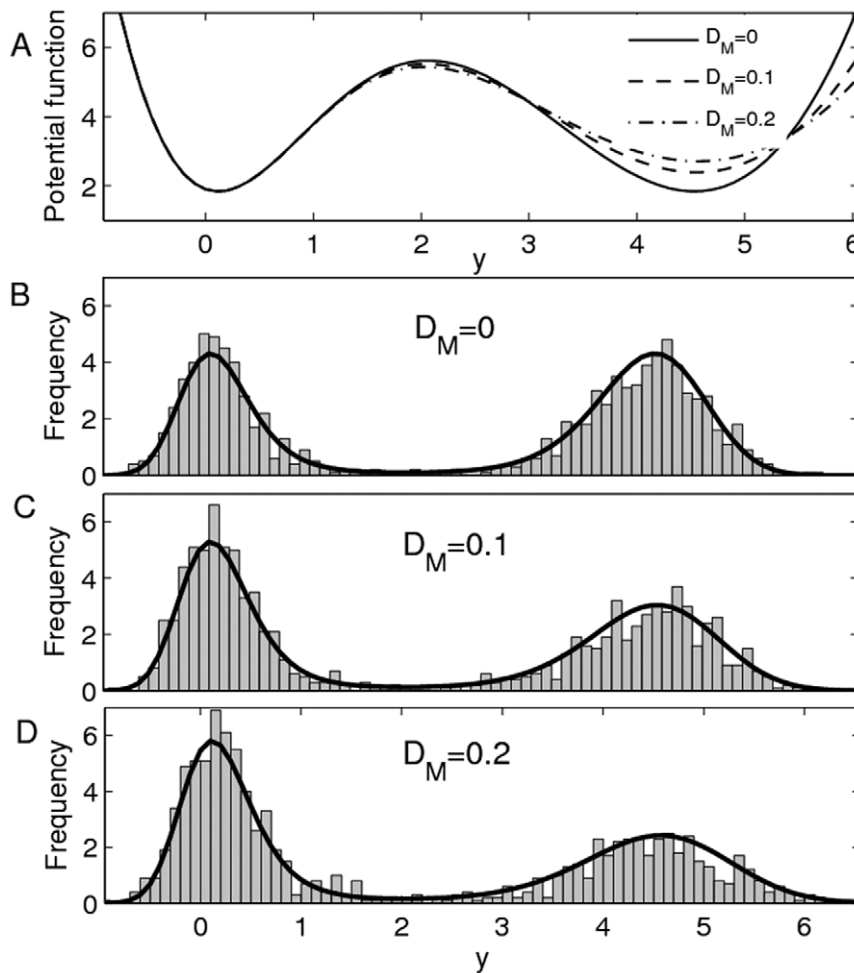 A
Potential function
6
4
2
D_M=0
D_M=0.1
D_M=0.2
0 1 2 3 4 5 6
y
B
Frequency
6
4
2
0
D_M=0
C
Frequency
6
4
2
0
D_M=0.1
D
Frequency
6
4
2
0
D_M=0.2
0 1 2 3 4 5 6
y